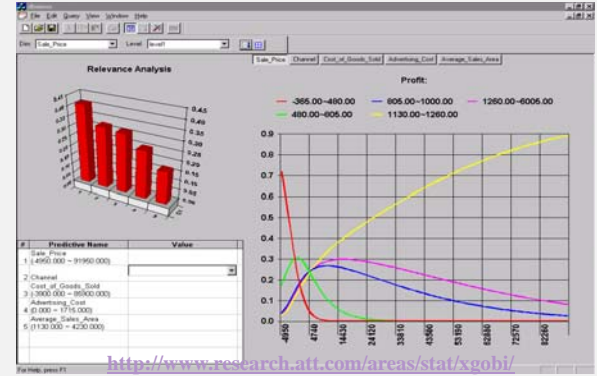 File Edit Query View Window Help
Dim: Sale_Price Level: level1
Relevance Analysis
Sale_Price Channel Cost_of_Goods_Sold Advertising_Cost Average_Sales_Area
Profit:
-365.00~480.00 805.00~1000.00 1260.00~6005.00
480.00~805.00 1130.00~1260.00
0.9
0.8
0.7
0.6
0.5
0.4
0.3
0.2
0.1
0.0
4950 4740 14430 24120 33810 43500 53190 62880 72570 82260
# Predictive Name Value
Sale_Price
1 (-4950.000 ~ 91950.000)
2 Channel
Cost_of_Goods_Sold
3 (-3900.000 ~ 85900.000)
Advertising_Cost
4 (0.000 ~ 1715.000)
Average_Sales_Area
5 (1130.000 ~ 4230.000)
http://www.research.att.com/areas/stat/xgobi/
For Help, press F1